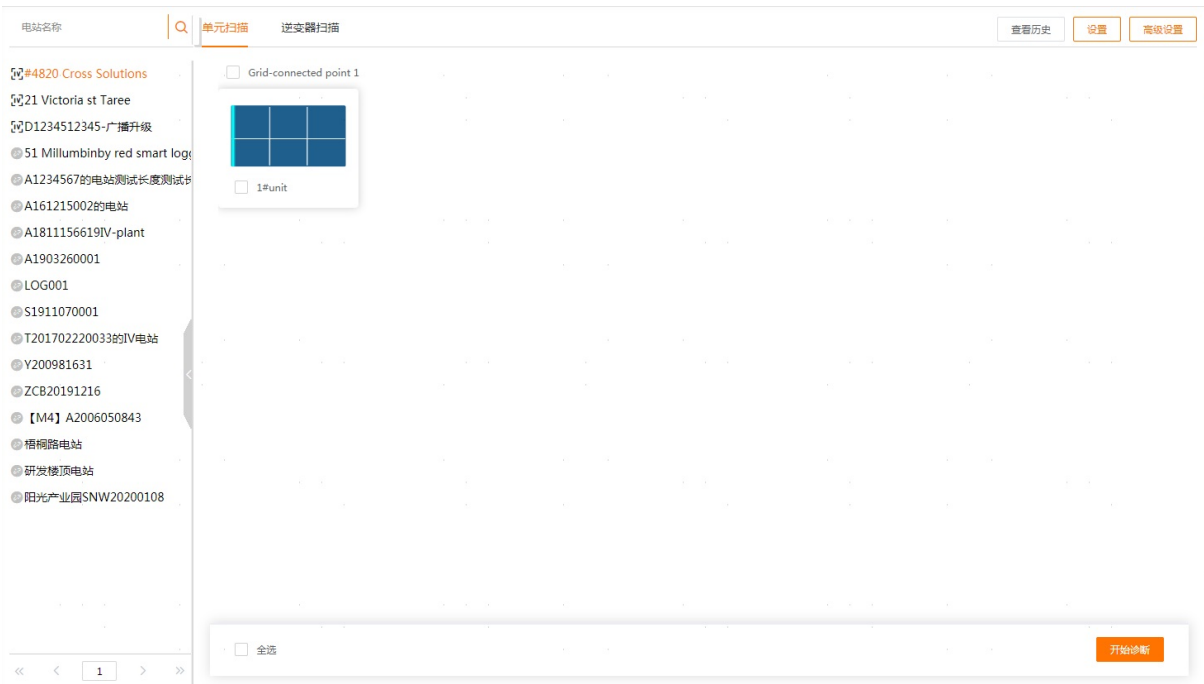 电站名称
单元扫描
逆变器扫描
查看历史
设置
高级设置
#4820 Cross Solutions
21 Victoria st Taree
D1234512345-广播升级
51 Millumbinby red smart logg
A1234567的电站测试长度测试长
A161215002的电站
A1811156619IV-plant
A1903260001
LOG001
S1911070001
T201702220033的IV电站
Y200981631
ZCB20191216
【M4】A2006050843
梧桐路电站
研发楼顶电站
阳光产业园SNW20200108
Grid-connected point 1
1#unit
全选
开始诊断
1